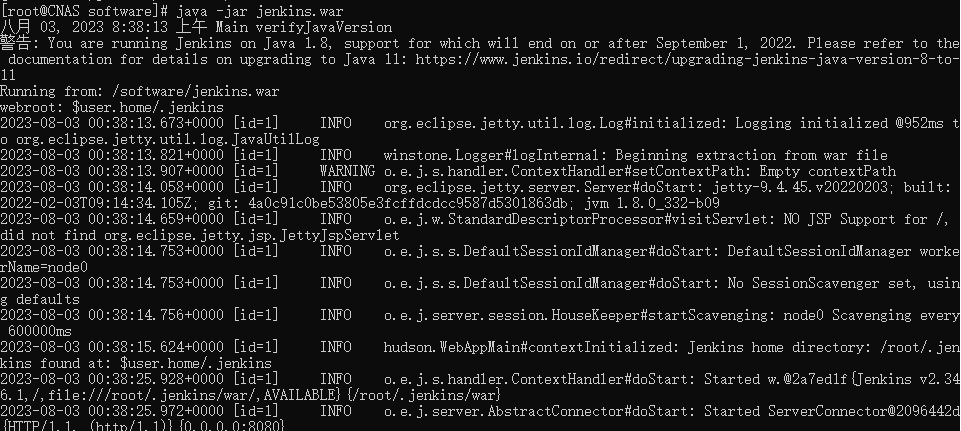 [root@CNAS software]# java -jar jenkins.war
八月 03, 2023 8:38:13 上午 Main verifyJavaVersion
警告: You are running Jenkins on Java 1.8, support for which will end on or after September 1, 2022. Please refer to the
 documentation for details on upgrading to Java 11: https://www.jenkins.io/redirect/upgrading-jenkins-java-version-8-to-
11
Running from: /software/jenkins.war
webroot: $user.home/.jenkins
2023-08-03 00:38:13.673+0000 [id=1]     INFO    org.eclipse.jetty.util.log.Log#initialized: Logging initialized @952ms t
o org.eclipse.jetty.util.log.JavaUtilLog
2023-08-03 00:38:13.821+0000 [id=1]     INFO    winstone.Logger#logInternal: Beginning extraction from war file
2023-08-03 00:38:13.907+0000 [id=1]     WARNING o.e.j.s.handler.ContextHandler#setContextPath: Empty contextPath
2023-08-03 00:38:14.058+0000 [id=1]     INFO    org.eclipse.jetty.server.Server#doStart: jetty-9.4.45.v20220203; built:
2022-02-03T09:14:34.105Z; git: 4a0c91c0be53805e3fcffdcdcc9587d5301863db; jvm 1.8.0_332-b09
2023-08-03 00:38:14.659+0000 [id=1]     INFO    o.e.j.w.StandardDescriptorProcessor#visitServlet: NO JSP Support for /,
did not find org.eclipse.jetty.jsp.JettyJspServlet
2023-08-03 00:38:14.753+0000 [id=1]     INFO    o.e.j.s.s.DefaultSessionIdManager#doStart: DefaultSessionIdManager worke
rName=node0
2023-08-03 00:38:14.753+0000 [id=1]     INFO    o.e.j.s.s.DefaultSessionIdManager#doStart: No SessionScavenger set, usin
g defaults
2023-08-03 00:38:14.756+0000 [id=1]     INFO    o.e.j.server.session.HouseKeeper#startScavenging: node0 Scavenging every
 600000ms
2023-08-03 00:38:15.624+0000 [id=1]     INFO    hudson.WebAppMain#contextInitialized: Jenkins home directory: /root/.jen
kins found at: $user.home/.jenkins
2023-08-03 00:38:25.928+0000 [id=1]     INFO    o.e.j.s.handler.ContextHandler#doStart: Started w.@2a7ed1f{Jenkins v2.34
6.1,/,file:///root/.jenkins/war/,AVAILABLE}{/root/.jenkins/war}
2023-08-03 00:38:25.972+0000 [id=1]     INFO    o.e.j.server.AbstractConnector#doStart: Started ServerConnector@2096442d
{HTTP/1.1, (http/1.1)}{0.0.0.0:8080}